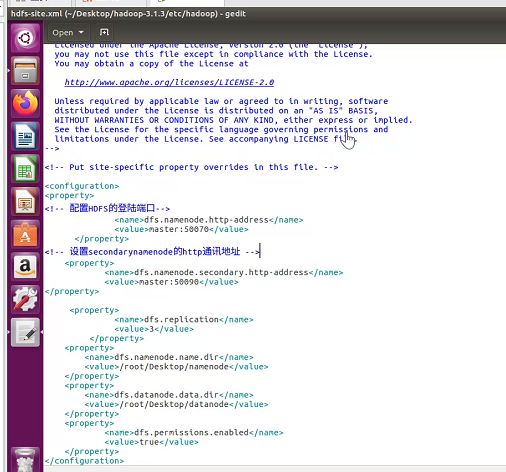 hdfs-site.xml (~/Desktop/hadoop-3.1.3/etc/hadoop) - gedit
Open
Licensed under the Apache License, Version 2.0 (the "License");
you may not use this file except in compliance with the License.
You may obtain a copy of the License at
http://www.apache.org/licenses/LICENSE-2.0
Unless required by applicable law or agreed to in writing, software
distributed under the License is distributed on an "AS IS" BASIS,
WITHOUT WARRANTIES OR CONDITIONS OF ANY KIND, either express or implied.
See the License for the specific language governing permissions and
limitations under the License. See accompanying LICENSE file.
-->
<!-- Put site-specific property overrides in this file. -->
<configuration>
<property>
<!-- 配置HDFS的登陆端口-->
<name>dfs.namenode.http-address</name>
<value>master:50070</value>
</property>
<!-- 设置secondarynamenode的http通讯地址 -->
<property>
<name>dfs.namenode.secondary.http-address</name>
<value>master:50090</value>
</property>
<property>
<name>dfs.replication</name>
<value>3</value>
</property>
<property>
<name>dfs.namenode.name.dir</name>
<value>/root/Desktop/namenode</value>
</property>
<property>
<name>dfs.datanode.data.dir</name>
<value>/root/Desktop/datanode</value>
</property>
<property>
<name>dfs.permissions.enabled</name>
<value>true</value>
</property>
</configuration>